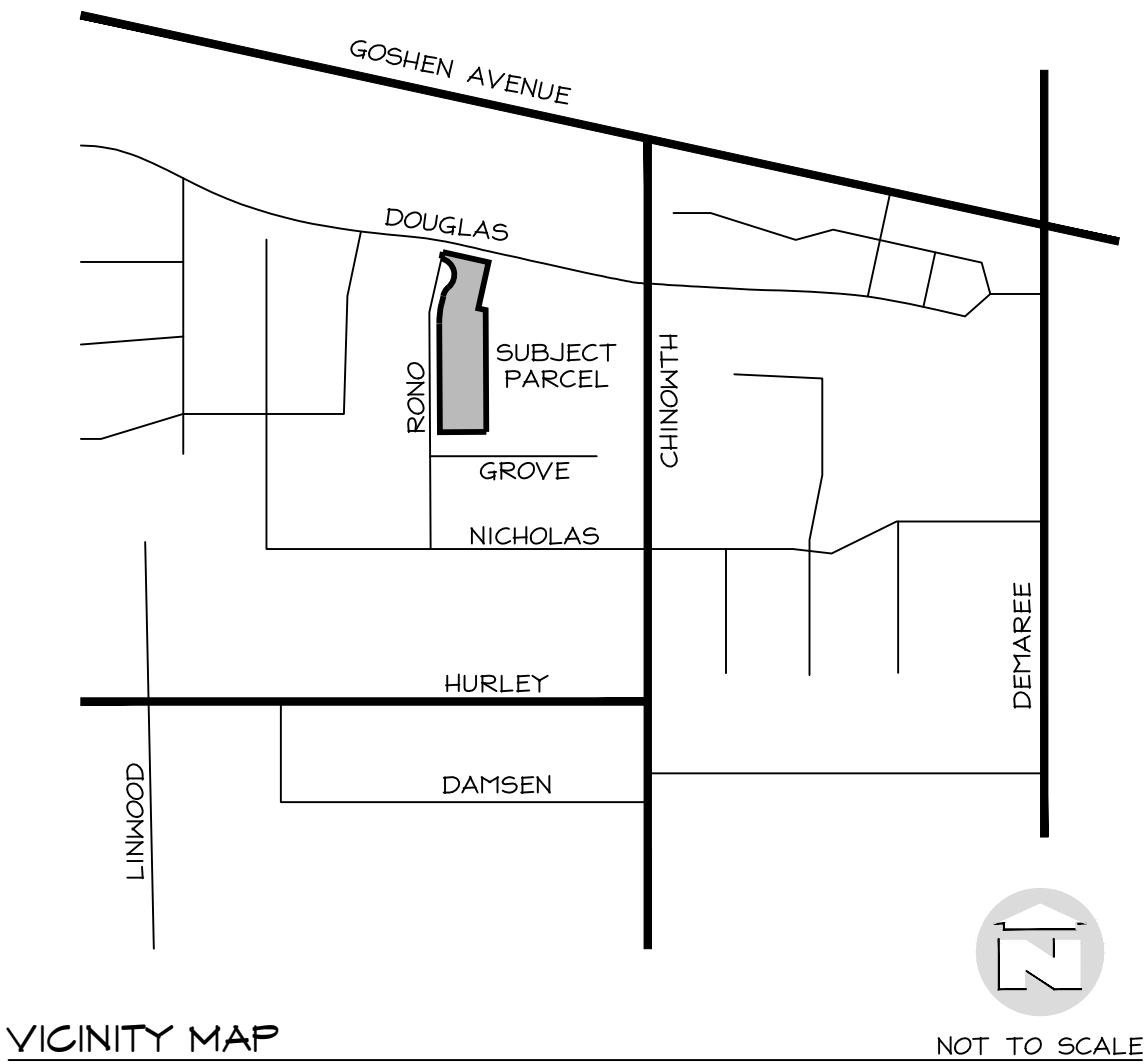 GOSHEN AVENUE
DOUGLAS
SUBJECT
PARCEL
RONO
CHINOWTH
GROVE
NICHOLAS
DEMAREE
HURLEY
DAMSEN
LINWOOD
N
VICINITY MAP
NOT TO SCALE